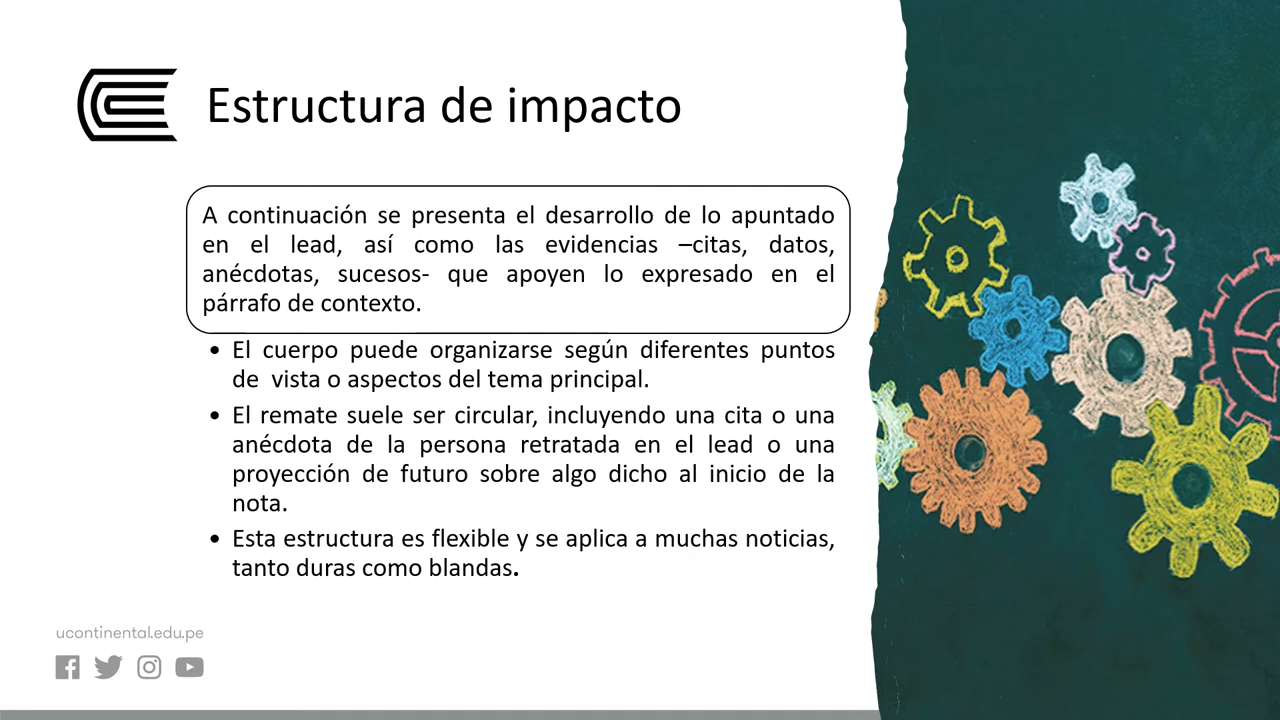 Estructura de impacto
A continuación se presenta el desarrollo de lo apuntado
en el lead, así como las evidencias –citas, datos,
anécdotas, sucesos- que apoyen lo expresado en el
párrafo de contexto.
• El cuerpo puede organizarse según diferentes puntos
de vista o aspectos del tema principal.
• El remate suele ser circular, incluyendo una cita o una
anécdota de la persona retratada en el lead o una
proyección de futuro sobre algo dicho al inicio de la
nota.
• Esta estructura es flexible y se aplica a muchas noticias,
tanto duras como blandas.
ucontinental.edu.pe